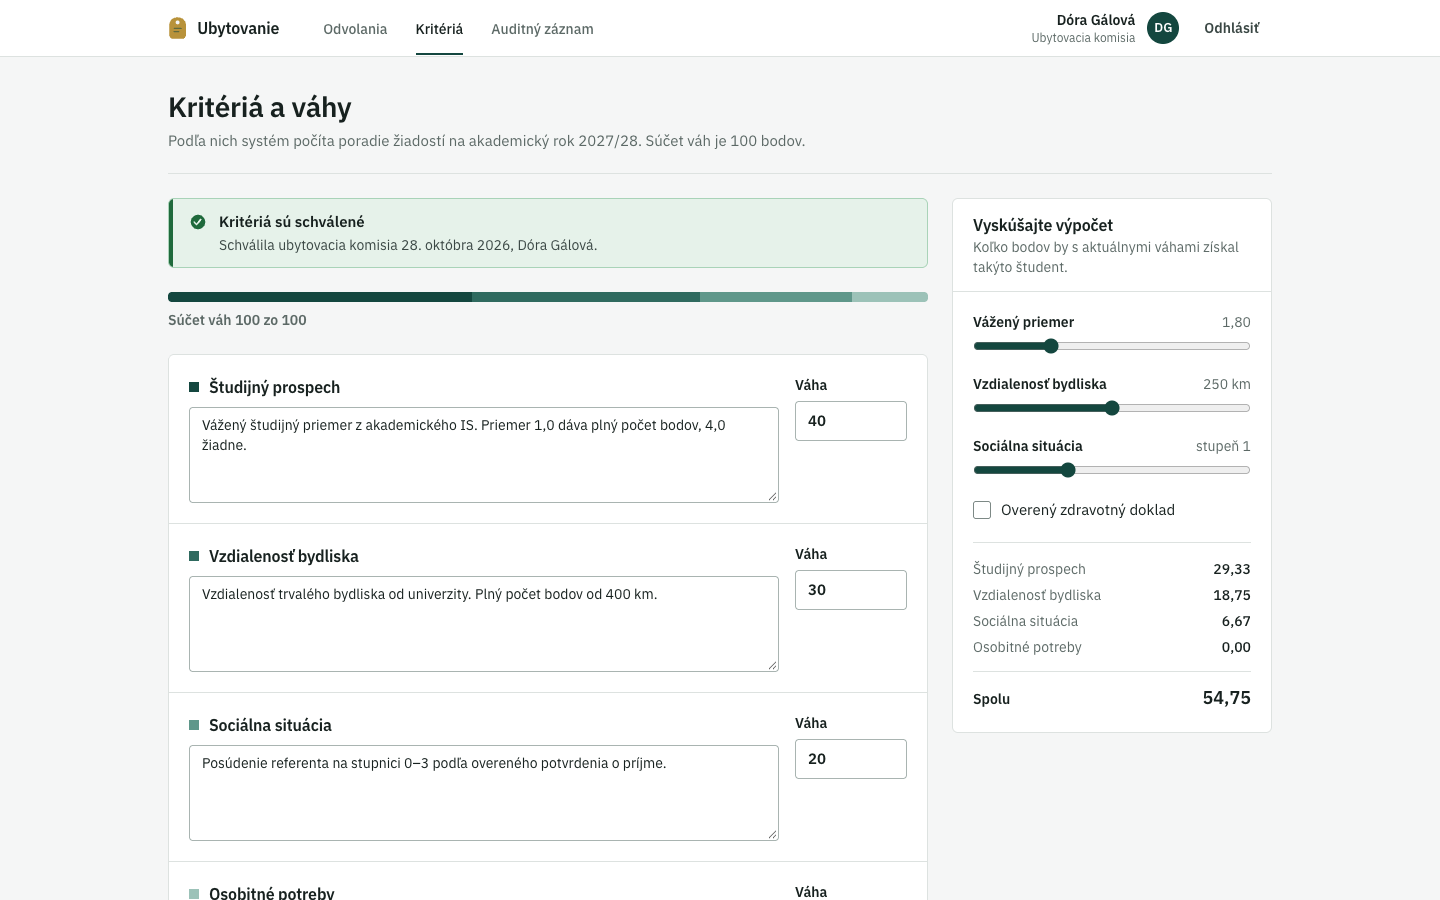 Ubytovanie
Odvolania
Kritériá
Auditný záznam
Dóra Gálová
Ubytovacia komisia
DG
Odhlásiť
Kritériá a váhy
Podľa nich systém počíta poradie žiadostí na akademický rok 2027/28. Súčet váh je 100 bodov.
Kritériá sú schválené
Schválila ubytovacia komisia 28. októbra 2026, Dóra Gálová.
Súčet váh 100 zo 100
Študijný prospech
Váha
Vážený študijný priemer z akademického IS. Priemer 1,0 dáva plný počet bodov, 4,0
žiadne.
40
Vzdialenosť bydliska
Váha
Vzdialenosť trvalého bydliska od univerzity. Plný počet bodov od 400 km.
30
Sociálna situácia
Váha
Posúdenie referenta na stupnici 0–3 podľa overeného potvrdenia o príjme.
20
Osobitné potreby
Váha
Vyskúšajte výpočet
Koľko bodov by s aktuálnymi váhami získal
takýto študent.
Vážený priemer 1,80
Vzdialenosť bydliska 250 km
Sociálna situácia stupeň 1
Overený zdravotný doklad
Študijný prospech 29,33
Vzdialenosť bydliska 18,75
Sociálna situácia 6,67
Osobitné potreby 0,00
Spolu 54,75